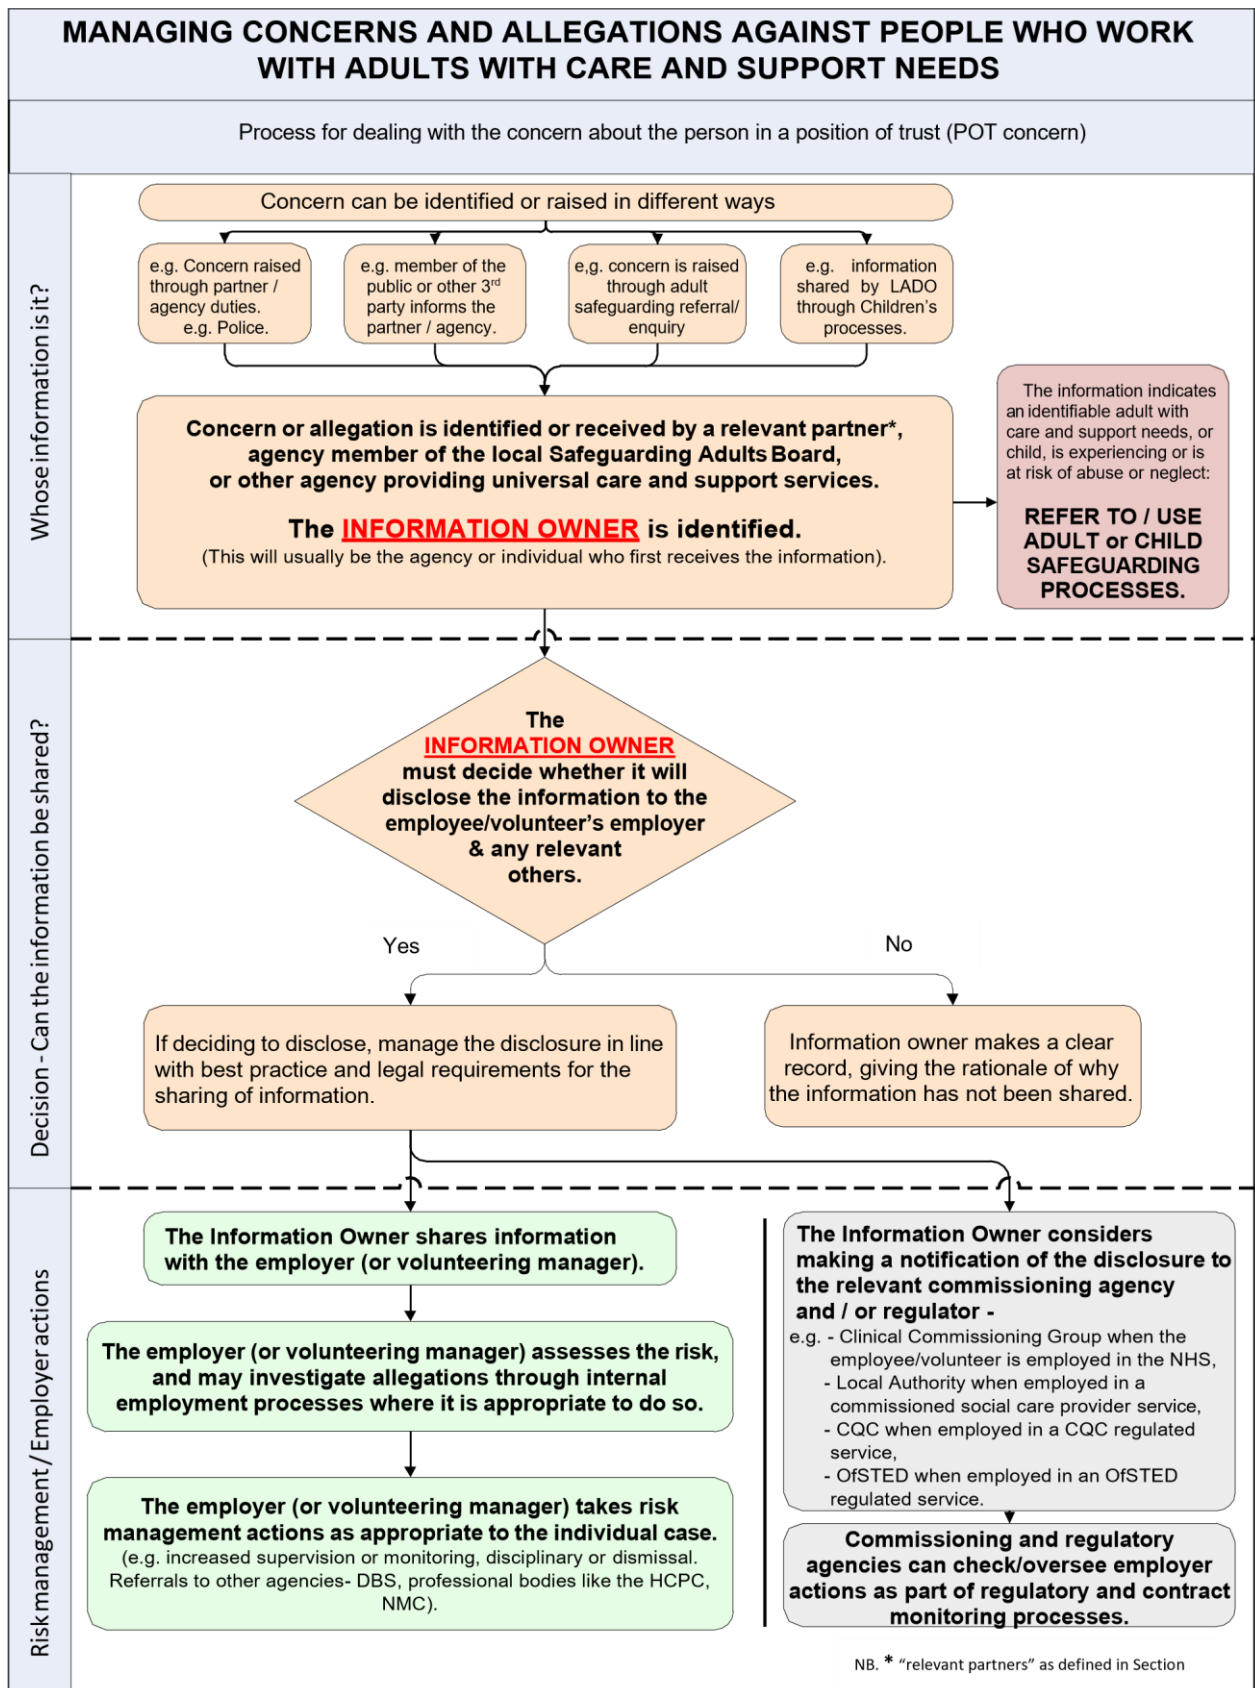 MANAGING CONCERNS AND ALLEGATIONS AGAINST PEOPLE WHO WORK
WITH ADULTS WITH CARE AND SUPPORT NEEDS
Process for dealing with the concern about the person in a position of trust (POT concern)
Whose information is it?
Concern can be identified or raised in different ways
e.g. Concern raised
through partner /
agency duties.
e.g. Police.
e.g. member of the
public or other 3rd
party informs the
partner / agency.
e,g. concern is raised
through adult
safeguarding referral/
enquiry
e.g. information
shared by LADO
through Children's
processes.
Concern or allegation is identified or received by a relevant partner*,
agency member of the local Safeguarding Adults Board,
or other agency providing universal care and support services.
The INFORMATION OWNER is identified.
(This will usually be the agency or individual who first receives the information).
The information indicates
an identifiable adult with
care and support needs, or
child, is experiencing or is
at risk of abuse or neglect:
REFER TO / USE
ADULT or CHILD
SAFEGUARDING
PROCESSES.
Decision - Can the information be shared?
The
INFORMATION OWNER
must decide whether it will
disclose the information to the
employee/volunteer's employer
& any relevant
others.
Yes
No
If deciding to disclose, manage the disclosure in line
with best practice and legal requirements for the
sharing of information.
Information owner makes a clear
record, giving the rationale of why
the information has not been shared.
Risk management / Employer actions
The Information Owner shares information
with the employer (or volunteering manager).
The employer (or volunteering manager) assesses the risk,
and may investigate allegations through internal
employment processes where it is appropriate to do so.
The employer (or volunteering manager) takes risk
management actions as appropriate to the individual case.
(e.g. increased supervision or monitoring, disciplinary or dismissal.
Referrals to other agencies- DBS, professional bodies like the HCPC,
NMC).
The Information Owner considers
making a notification of the disclosure to
the relevant commissioning agency
and / or regulator -
e.g. - Clinical Commissioning Group when the
employee/volunteer is employed in the NHS,
- Local Authority when employed in a
commissioned social care provider service,
- CQC when employed in a CQC regulated
service,
- OfSTED when employed in an OfSTED
regulated service.
Commissioning and regulatory
agencies can check/oversee employer
actions as part of regulatory and contract
monitoring processes.
NB. * "relevant partners" as defined in Section